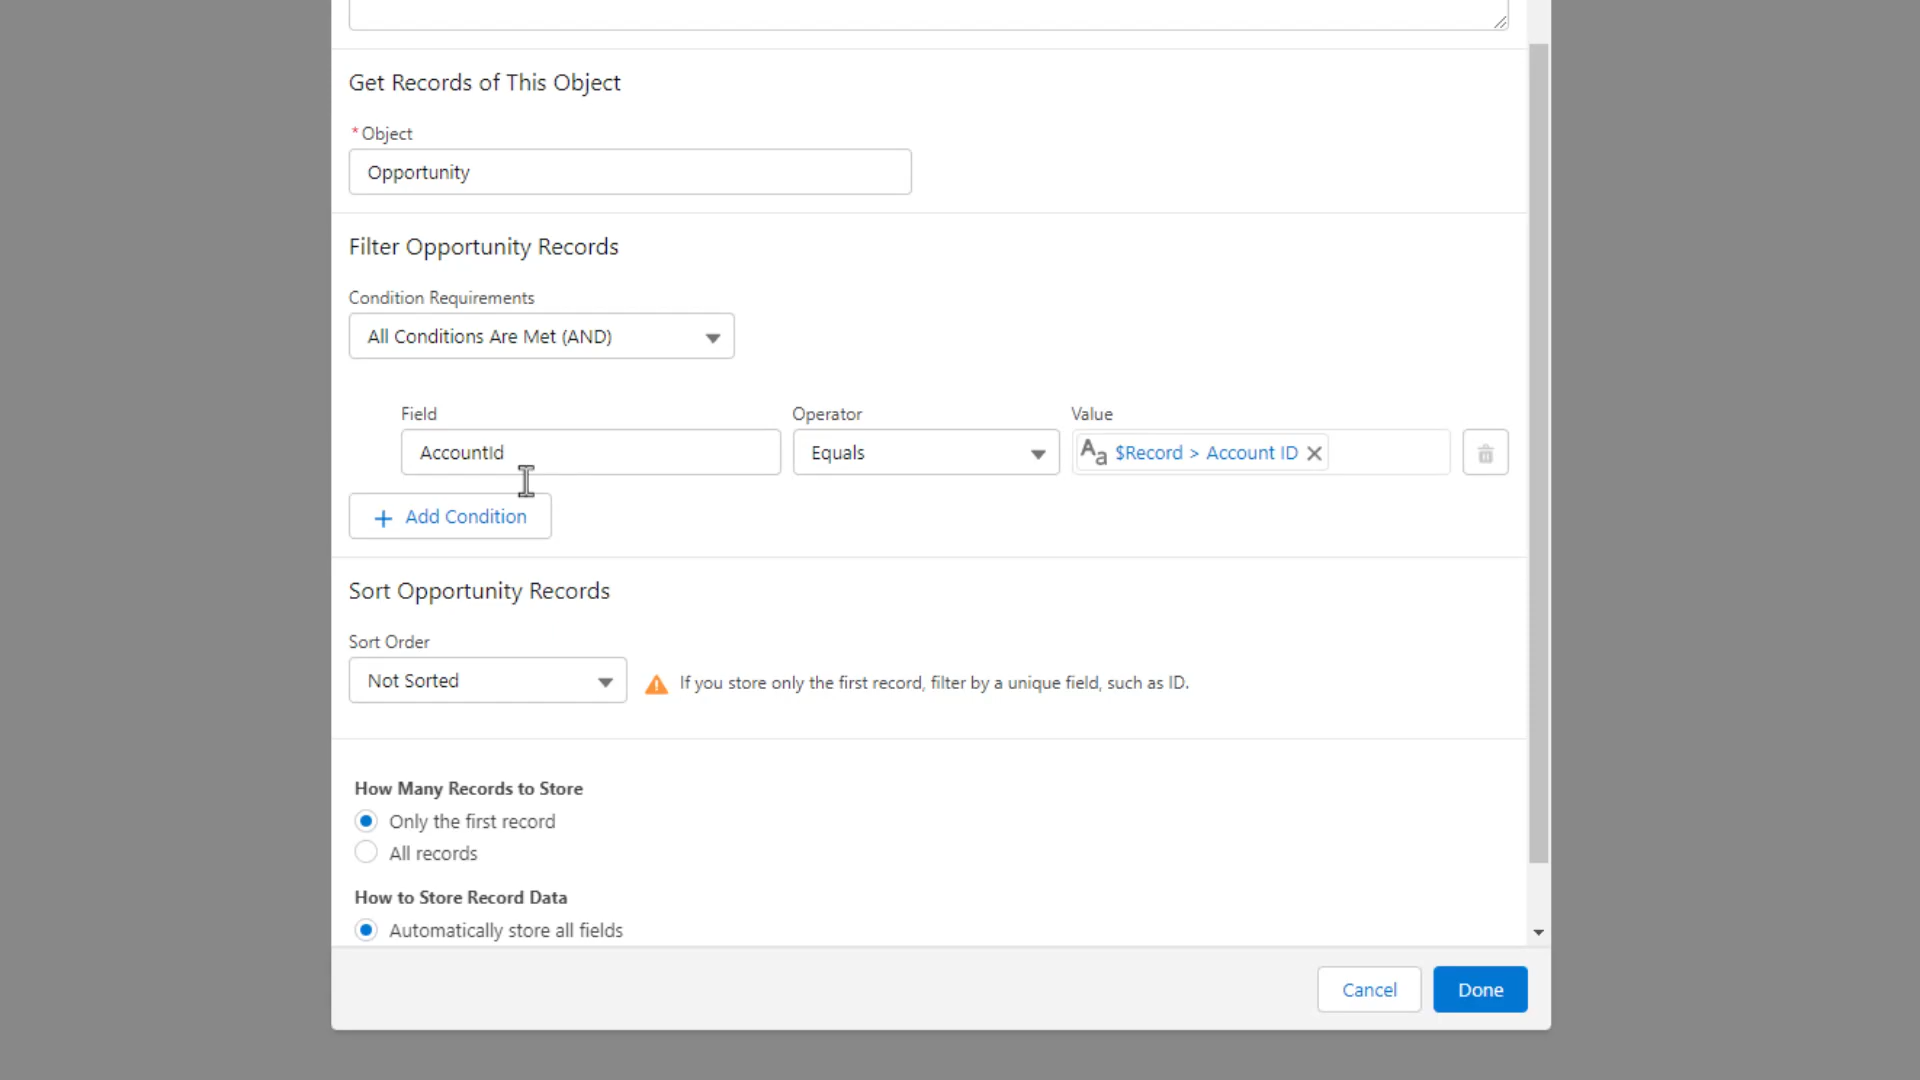 Get Records of This Object
*Object
Opportunity
Filter Opportunity Records
Condition Requirements
All Conditions Are Met (AND)
Field Operator Value
AccountId Equals Aa $Record > Account ID
+ Add Condition
Sort Opportunity Records
Sort Order
Not Sorted If you store only the first record, filter by a unique field, such as ID.
How Many Records to Store
Only the first record
All records
How to Store Record Data
Automatically store all fields
Cancel Done